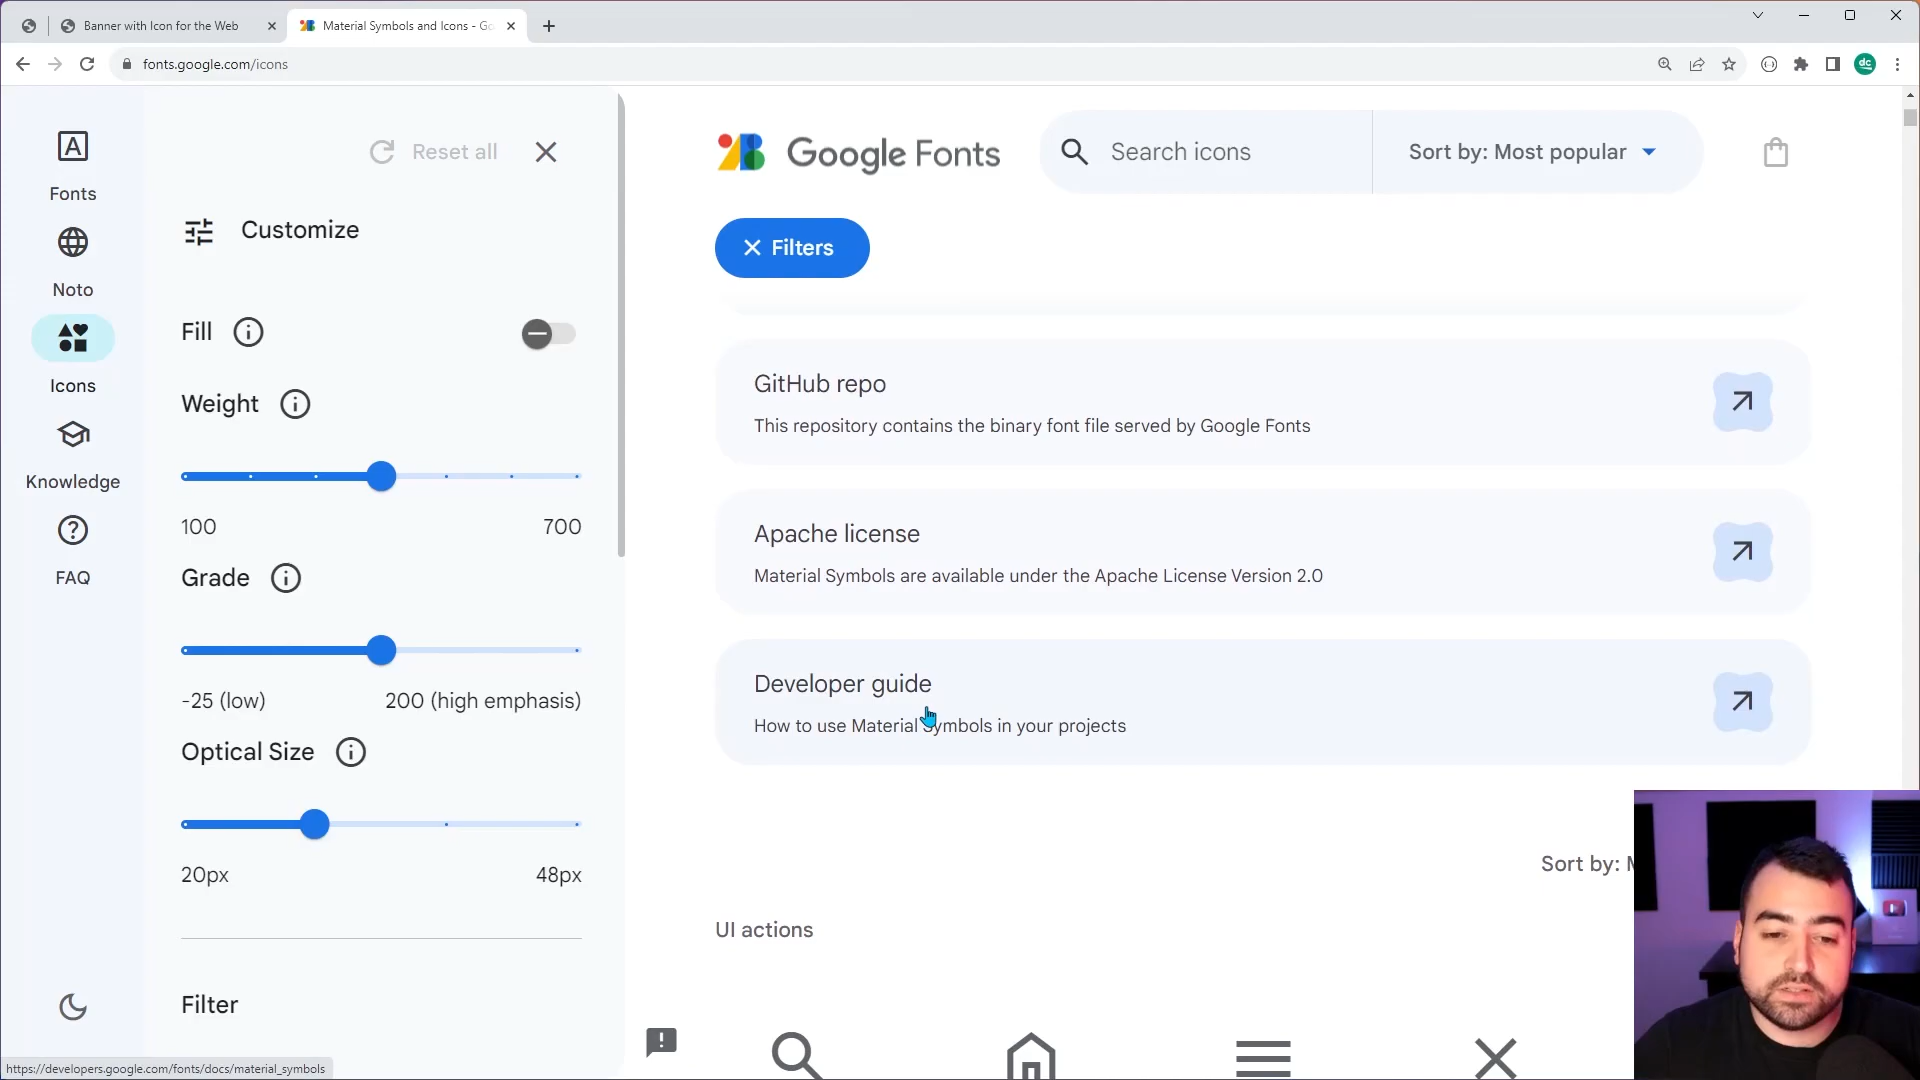 Banner with Icon for the Web
Material Symbols and Icons - Go
fonts.google.com/icons
dc
Fonts
Noto
Icons
Knowledge
FAQ
Reset all
Customize
Fill
Weight
100 700
Grade
-25 (low) 200 (high emphasis)
Optical Size
20px 48px
Filter
Google Fonts
Search icons
Sort by: Most popular
Filters
GitHub repo
This repository contains the binary font file served by Google Fonts
Apache license
Material Symbols are available under the Apache License Version 2.0
Developer guide
How to use Material Symbols in your projects
Sort by:
UI actions
https://developers.google.com/fonts/docs/material_symbols